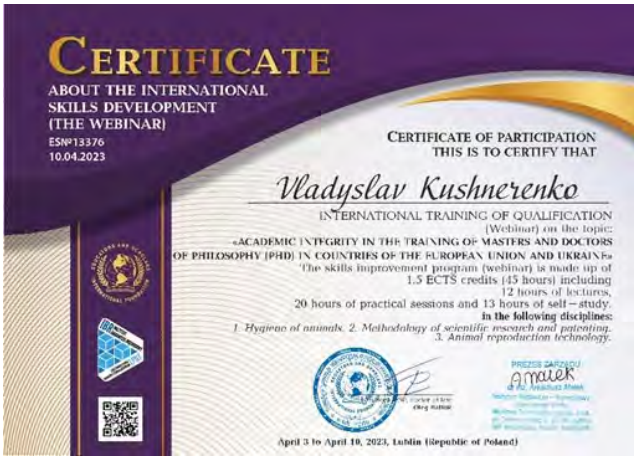 CERTIFICATE
ABOUT THE INTERNATIONAL
SKILLS DEVELOPMENT
(THE WEBINAR)
ES№13376
10.04.2023
CERTIFICATE OF PARTICIPATION
THIS IS TO CERTIFY THAT
Vladyslav Kushnerenko
INTERNATIONAL TRAINING OF QUALIFICATION
(Webinar) on the topic:
«ACADEMIC INTEGRITY IN THE TRAINING OF MASTERS AND DOCTORS
OF PHILOSOPHY (PHD) IN COUNTRIES OF THE EUROPEAN UNION AND UKRAINE»
The skills improvement program (webinar) is made up of
1.5 ECTS credits (45 hours) including
12 hours of lectures,
20 hours of practical sessions and 13 hours of self-study.
in the following disciplines:
1. Hygiene of animals. 2. Methodology of scientific research and patenting.
3. Animal reproduction technology.
EDUCATORS AND SCHOLARS
INTERNATIONAL FOUNDATION
PREZES ZARZĄDU
April 3 to April 10, 2023, Lublin (Republic of Poland)